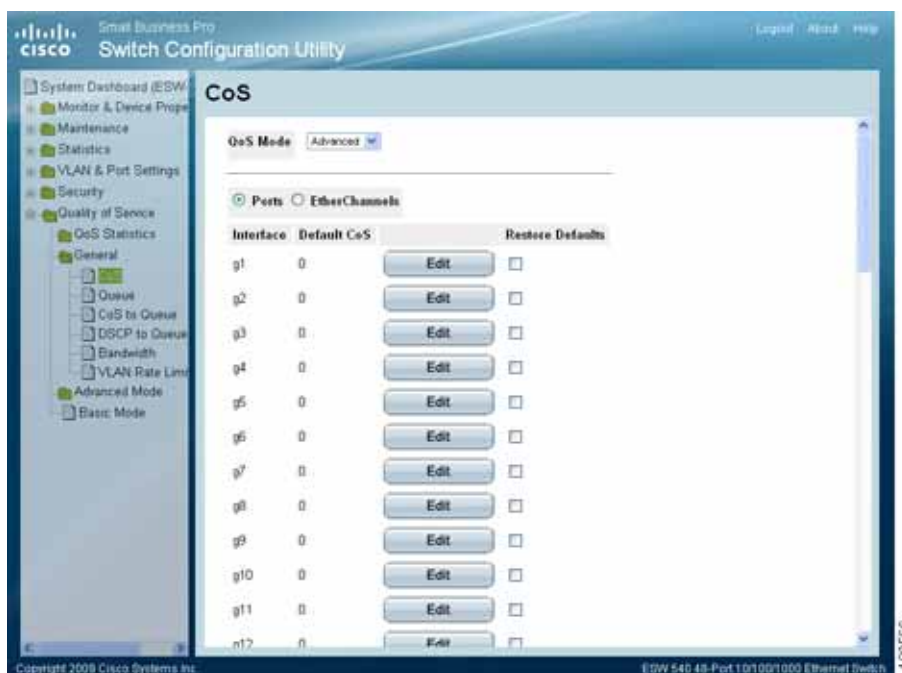 Small Business Pro
Logout About Help
CISCO Switch Configuration Utility
System Dashboard (ESW-
Monitor & Device Prope
Maintenance
Statistics
VLAN & Port Settings
Security
Quality of Service
QoS Statistics
General
CoS
Queue
CoS to Queue
DSCP to Queue
Bandwidth
VLAN Rate Limi
Advanced Mode
Basic Mode
CoS
QoS Mode Advanced
Ports EtherChannels
Interface Default CoS Restore Defaults
g1 0 Edit
g2 0 Edit
g3 0 Edit
g4 0 Edit
g5 0 Edit
g6 0 Edit
g7 0 Edit
g8 0 Edit
g9 0 Edit
g10 0 Edit
g11 0 Edit
g12 0 Edit
Copyright 2009 Cisco Systems Inc.
ESW 540 48-Port 10/100/1000 Ethernet Switch